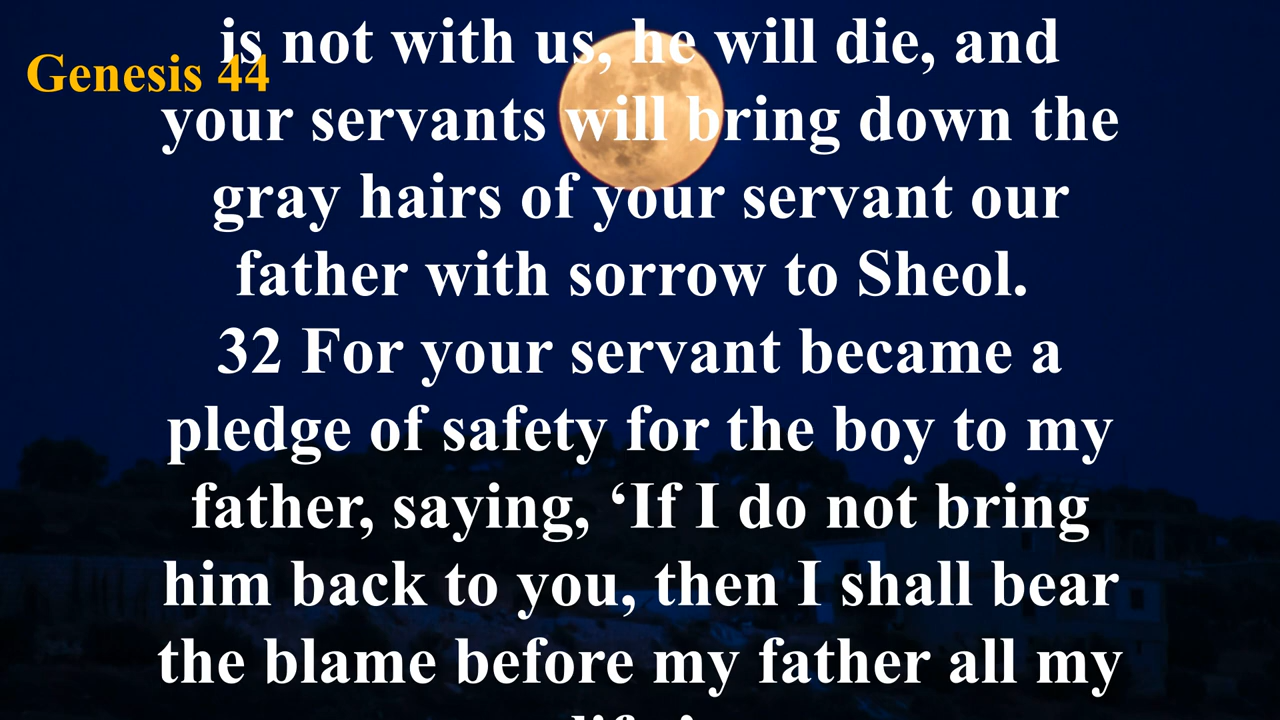 is not with us, he will die, and
Genesis 44
your servants will bring down the
gray hairs of your servant our
father with sorrow to Sheol.
32 For your servant became a
pledge of safety for the boy to my
father, saying, ‘If I do not bring
him back to you, then I shall bear
the blame before my father all my